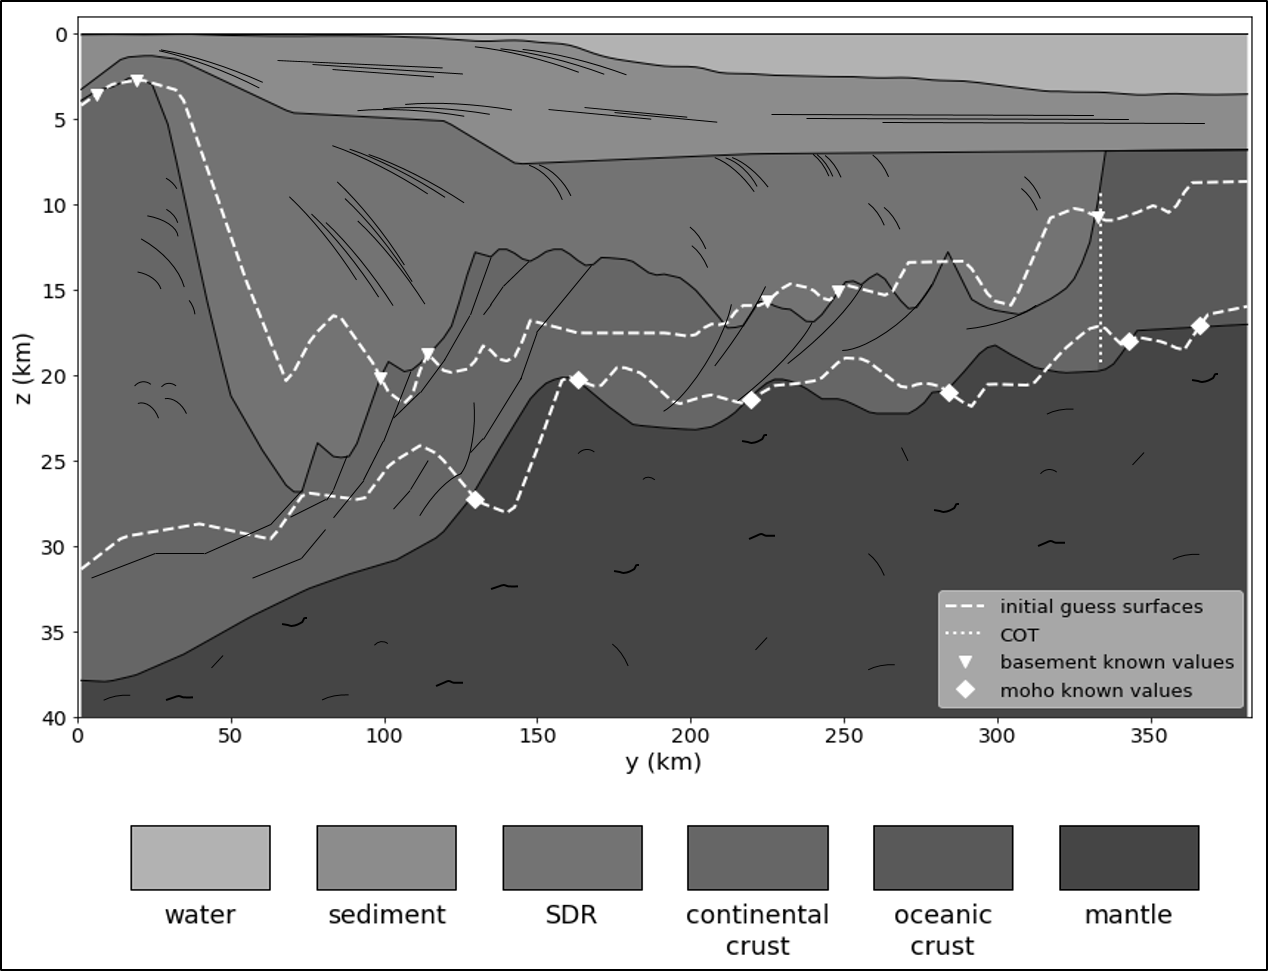 0
5
10
15
20
25
30
35
40
z (km)
0
50
100
150
200
250
300
350
y (km)
initial guess surfaces
COT
basement known values
moho known values
water
sediment
SDR
continental
crust
oceanic
crust
mantle